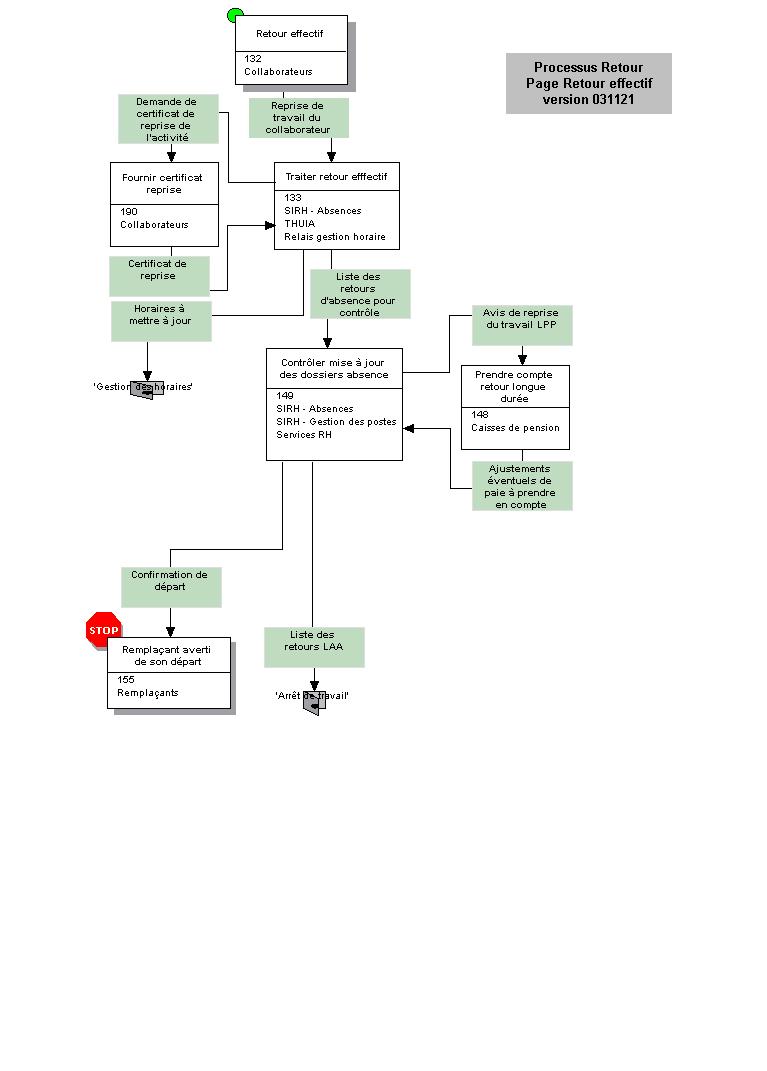 Retour effectif
132
Collaborateurs
Processus Retour
Page Retour effectif
version 031121
Demande de
certificat de
reprise de
l'activité
Reprise de
travail du
collaborateur
Fournir certificat
reprise
190
Collaborateurs
Traiter retour efffectif
133
SIRH - Absences
THUIA
Relais gestion horaire
Certificat de
reprise
Liste des
retours
d'absence pour
contrôle
Horaires à
mettre à jour
Avis de reprise
du travail LPP
'Gestion des horaires'
Contrôler mise à jour
des dossiers absence
149
SIRH - Absences
SIRH - Gestion des postes
Services RH
Prendre compte
retour longue
durée
148
Caisses de pension
Ajustements
éventuels de
paie à prendre
en compte
Confirmation de
départ
STOP
Remplaçant averti
de son départ
155
Remplaçants
Liste des
retours LAA
'Arrêt de travail'